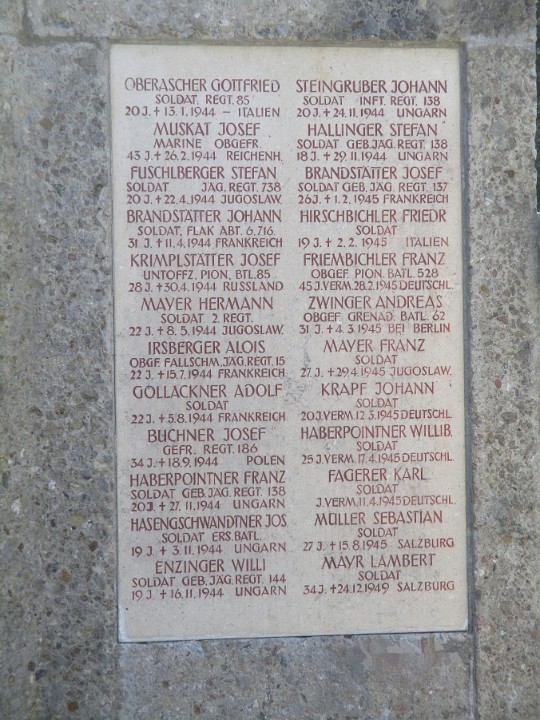 OBERASCHER GOTTFRIED
SOLDAT. REGT. 85
20 J. + 13. 1. 1944 – ITALIEN
MUSKAT JOSEF
MARINE OBGEFR.
43 J. + 26. 2. 1944 REICHENH.
FUSCHLBERGER STEFAN
SOLDAT JÄG. REGT. 738
20 J. + 22. 4. 1944 JUGOSLAW.
BRANDSTÄTTER JOHANN
SOLDAT, FLAK ABT. 6,716.
31 J. + 11. 4. 1944 FRANKREICH
KRIMPLSTÄTTER JOSEF
UNTOFFZ. PION. BTL. 85
28 J. + 30. 4. 1944 RUSSLAND
MAYER HERMANN
SOLDAT 2. REGT.
22 J. + 8. 5. 1944 JUGOSLAW.
IRSBERGER ALOIS
OBGF. FALLSCHM. JÄG. REGT. 15
22 J. + 15. 7. 1944 FRANKREICH
GOLLACKNER ADOLF
SOLDAT
22 J. + 5. 8. 1944 FRANKREICH
BUCHNER JOSEF
GEFR. REGT. 186
34 J. + 18. 9. 1944 POLEN
HABERPOINTNER FRANZ
SOLDAT GEB. JÄG. REGT. 138
20 J. + 27. 11. 1944 UNGARN
HASENGSCHWANDTNER JOS
SOLDAT ERS. BATL.
19 J. + 3. 11. 1944 UNGARN
ENZINGER WILLI
SOLDAT GEB. JÄG. REGT. 144
19 J. + 16. 11. 1944 UNGARN
STEINGRUBER JOHANN
SOLDAT INFT. REGT. 138
20 J. + 24. 11. 1944 UNGARN
HALLINGER STEFAN
SOLDAT GEB. JÄG. REGT. 138
18 J. + 29. 11. 1944 UNGARN
BRANDSTÄTTER JOSEF
SOLDAT GEB. JÄG. REGT. 137
26 J. + 1. 2. 1945 FRANKREICH
HIRSCHBICHLER FRIEDR
SOLDAT
19 J. + 2. 2. 1945 ITALIEN
FRIEMBICHLER FRANZ
OBGEF. PION. BATL. 528
45 J. VERM. 28. 2. 1945 DEUTSCHL.
ZWINGER ANDREAS
OBGEF. GRENAD. BATL. 62
31 J. + 4. 3. 1945 BEI BERLIN
MAYER FRANZ
SOLDAT
27 J. + 29. 4. 1945 JUGOSLAW.
KRAPF JOHANN
SOLDAT
20 J. VERM. 12. 3. 1945 DEUTSCHL.
HABERPOINTNER WILLIB.
SOLDAT
25 J. VERM. 17. 4. 1945 DEUTSCHL.
FAGERER KARL
SOLDAT
J. VERM. 11. 4. 1945 DEUTSCHL.
MÜLLER SEBASTIAN
SOLDAT
27 J. + 15. 8. 1945 SALZBURG
MAYR LAMBERT
SOLDAT
34 J. + 24. 12. 1949 SALZBURG